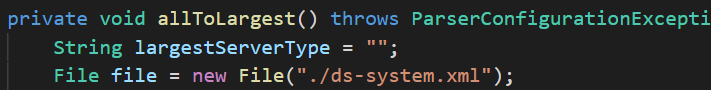 private void allToLargest() throws ParserConfigurationExcepti
String largestServerType = "";
File file = new File("./ds-system.xml");